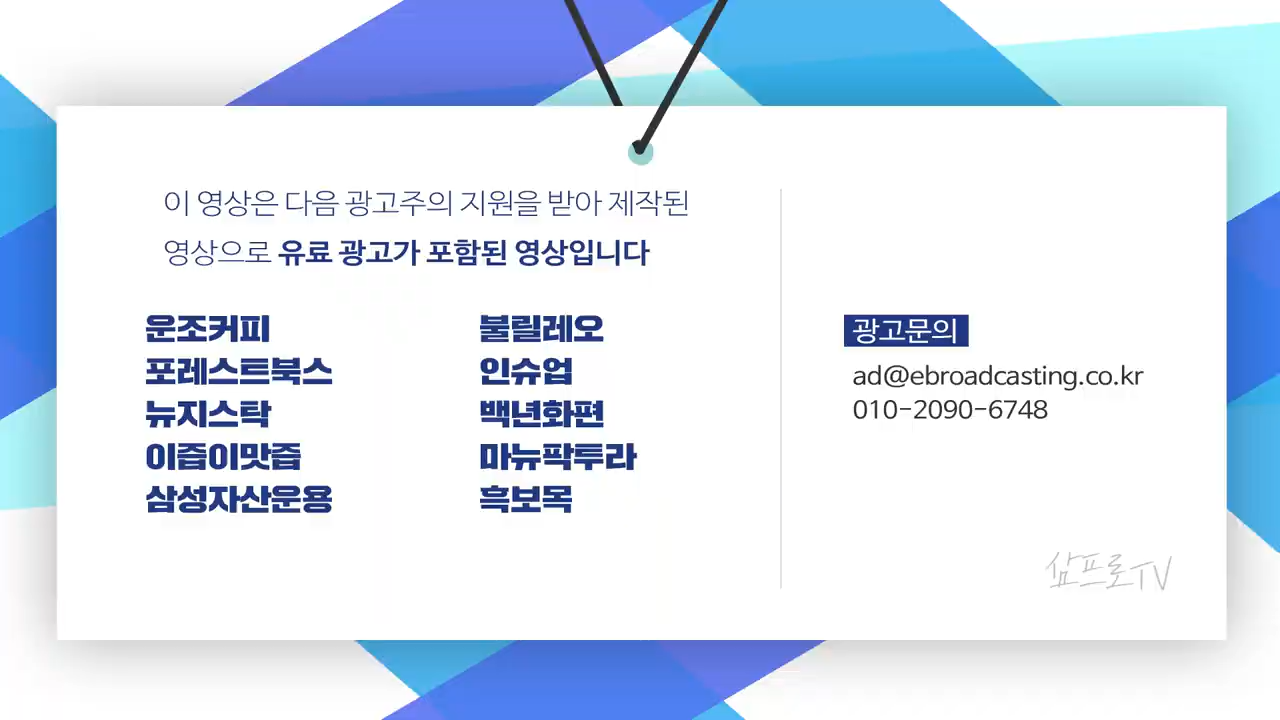 이 영상은 다음 광고주의 지원을 받아 제작된
영상으로 유료 광고가 포함된 영상입니다
운조커피
포레스트북스
뉴지스탁
이즙이맛즙
삼성자산운용
불릴레오
인슈업
백년화편
마뉴팍투라
흑보목
광고문의
ad@ebroadcasting.co.kr
010-2090-6748
삼프로TV